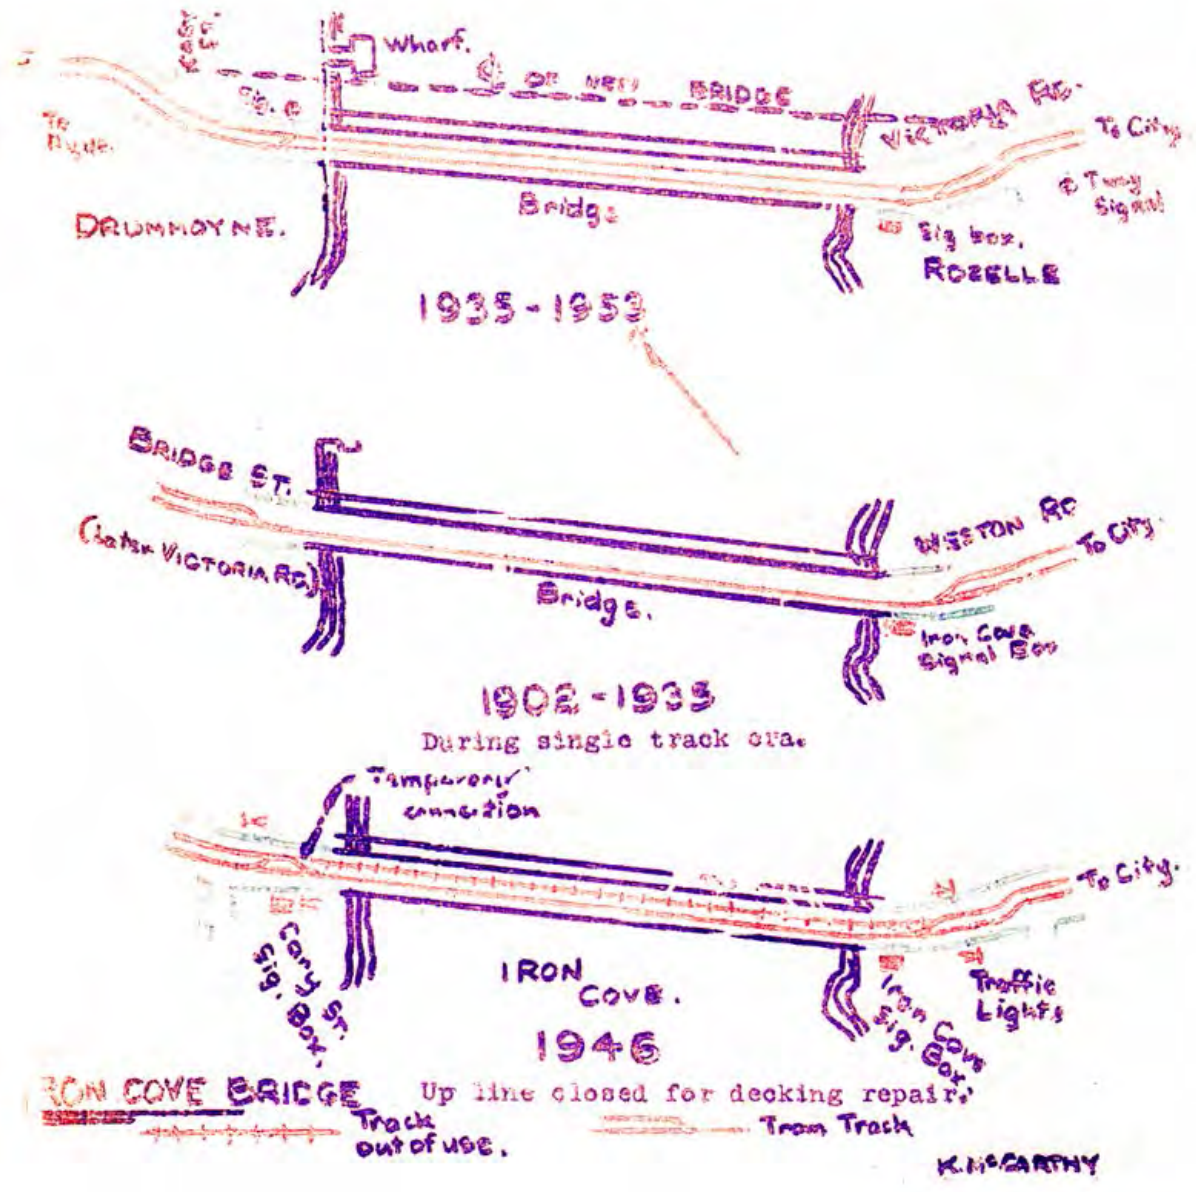 Wharf.
OF NEW BRIDGE
VICTORIA RD.
To City.
To
Ryde.
Signal
DRUMMOYNE.
Bridge
Sig box.
ROZELLE
1935-1953
BRIDGE ST.
(Later VICTORIA RD.)
WESTON RD
To City.
Bridge.
Iron Cove
Signal Box
1902-1935
During single track era.
Temporary
connection
To City.
Cary St.
Sig. Box.
IRON
COVE.
Iron Cove
Sig. Box.
Traffic
Lights
1946
Up line closed for decking repair.
IRON COVE BRIDGE
Track
out of use.
Tram Track
K. McCARTHY